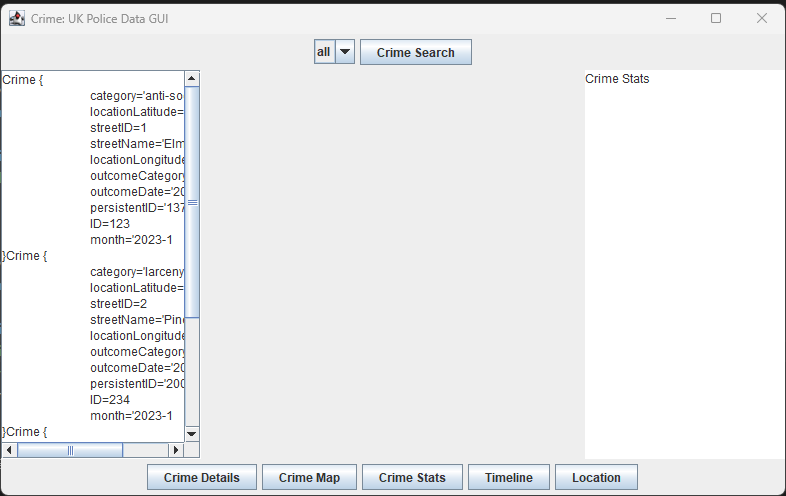 Crime: UK Police Data GUI
all
Crime Search
Crime {
category='anti-so
locationLatitude=
streetID=1
streetName='Elm
locationLongitude
outcomeCategory
outcomeDate='20
persistentID='137
ID=123
month='2023-1
}Crime {
category='larceny
locationLatitude=
streetID=2
streetName='Pine
locationLongitude
outcomeCategory
outcomeDate='20
persistentID='200
ID=234
month='2023-1
}Crime {
Crime Stats
Crime Details
Crime Map
Crime Stats
Timeline
Location